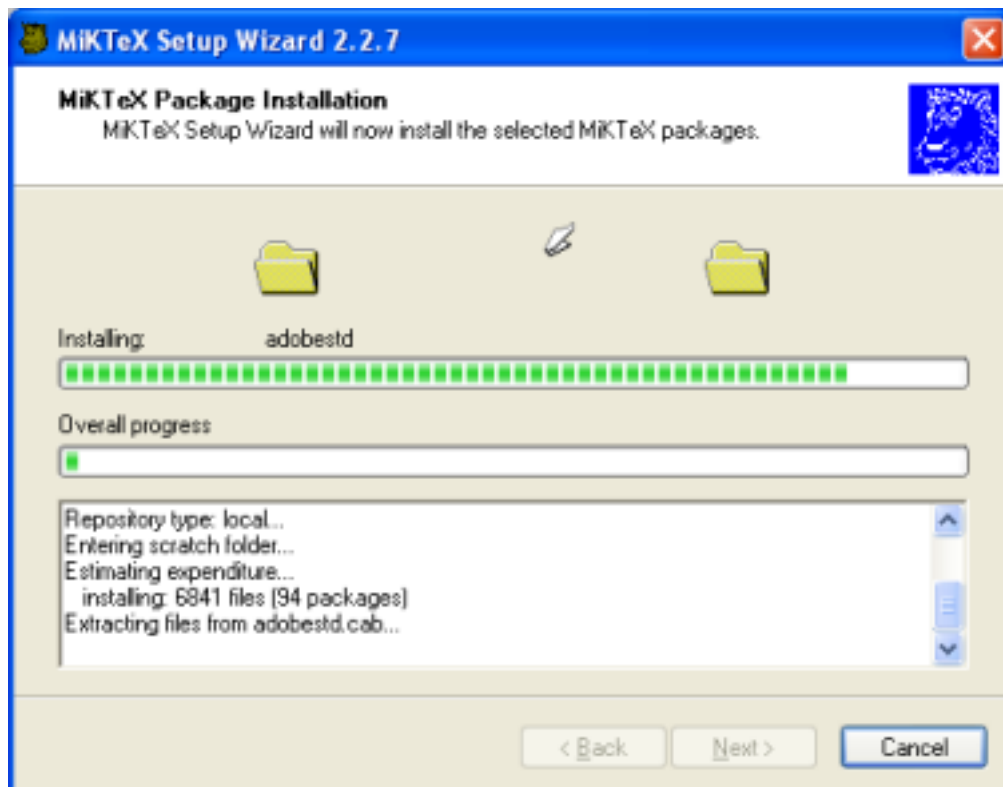 MiKTeX Setup Wizard 2.2.7
MiKTeX Package Installation
MiKTeX Setup Wizard will now install the selected MiKTeX packages.
Installing: adobestd
Overall progress
Repository type: local...
Entering scratch folder...
Estimating expenditure...
installing: 6841 files (94 packages)
Extracting files from adobestd.cab...
< Back Next > Cancel